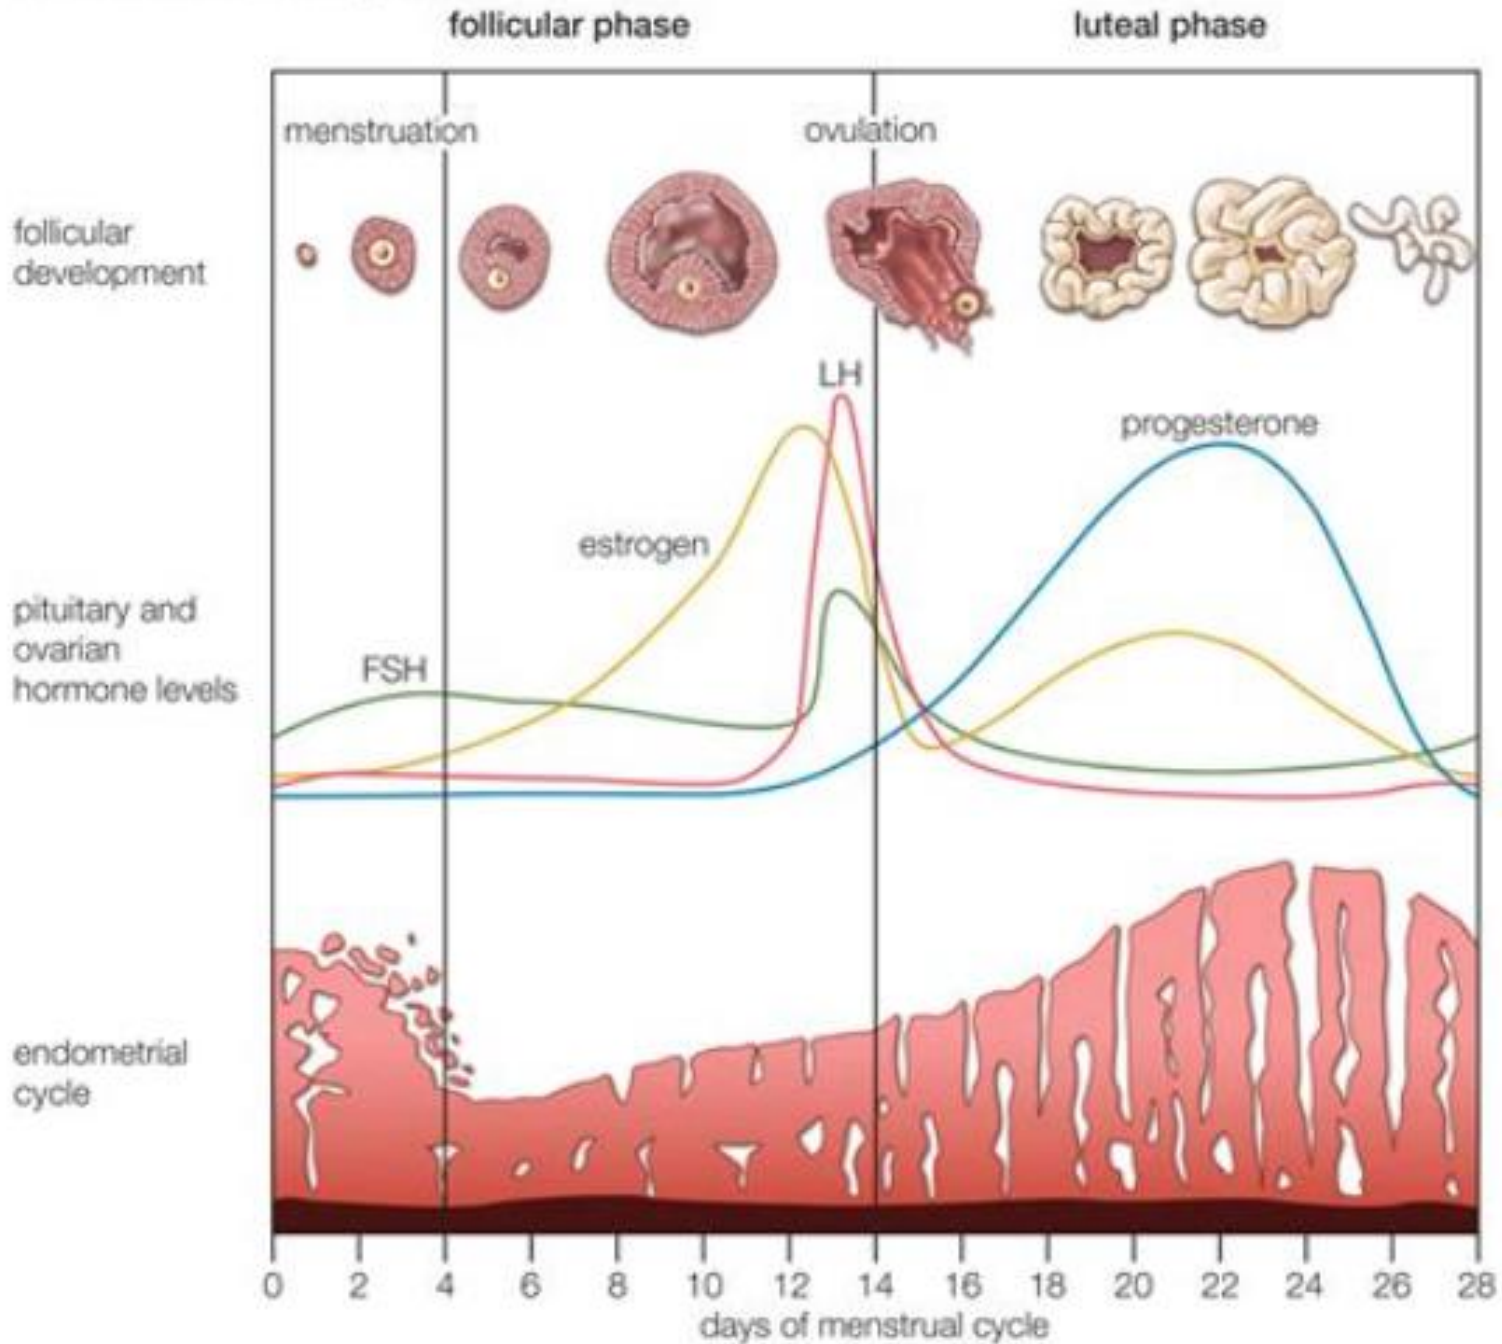 follicular phase
luteal phase
menstruation
ovulation
follicular
development
LH
progesterone
estrogen
FSH
pituitary and
ovarian
hormone levels
endometrial
cycle
0 2 4 6 8 10 12 14 16 18 20 22 24 26 28
days of menstrual cycle